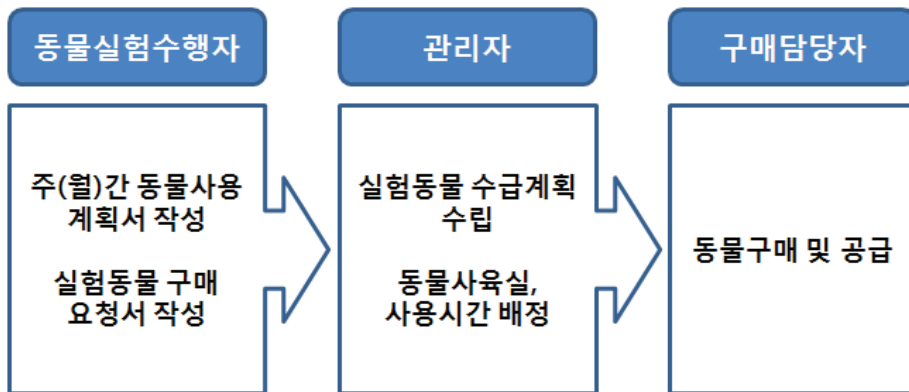 동물실험수행자
관리자
구매담당자
주(월)간 동물사용
계획서 작성
실험동물 구매
요청서 작성
실험동물 수급계획
수립
동물사육실,
사용시간 배정
동물구매 및 공급